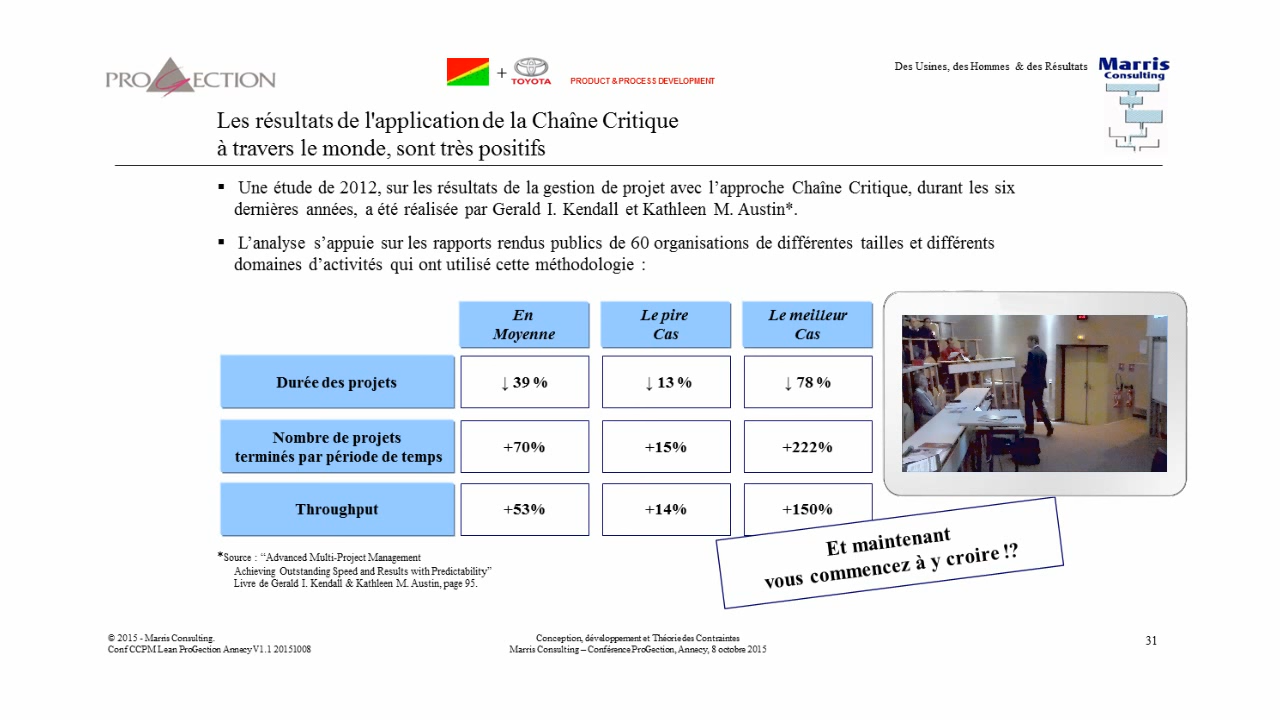 PROGECTION
+
TOYOTA
PRODUCT & PROCESS DEVELOPMENT
Des Usines, des Hommes & des Résultats
Marris
Consulting
Les résultats de l'application de la Chaîne Critique
à travers le monde, sont très positifs
▪ Une étude de 2012, sur les résultats de la gestion de projet avec l’approche Chaîne Critique, durant les six
dernières années, a été réalisée par Gerald I. Kendall et Kathleen M. Austin*.
▪ L’analyse s’appuie sur les rapports rendus publics de 60 organisations de différentes tailles et différents
domaines d’activités qui ont utilisé cette méthodologie :
En
Moyenne
Le pire
Cas
Le meilleur
Cas
Durée des projets
↓ 39 %
↓ 13 %
↓ 78 %
Nombre de projets
terminés par période de temps
+70%
+15%
+222%
Throughput
+53%
+14%
+150%
Et maintenant
vous commencez à y croire !?
*Source : “Advanced Multi-Project Management
Achieving Outstanding Speed and Results with Predictability”
Livre de Gerald I. Kendall & Kathleen M. Austin, page 95.
© 2015 - Marris Consulting.
Conf CCPM Lean ProGection Annecy V1.1 20151008
Conception, développement et Théorie des Contraintes
Marris Consulting – Conférence ProGection, Annecy, 8 octobre 2015
31